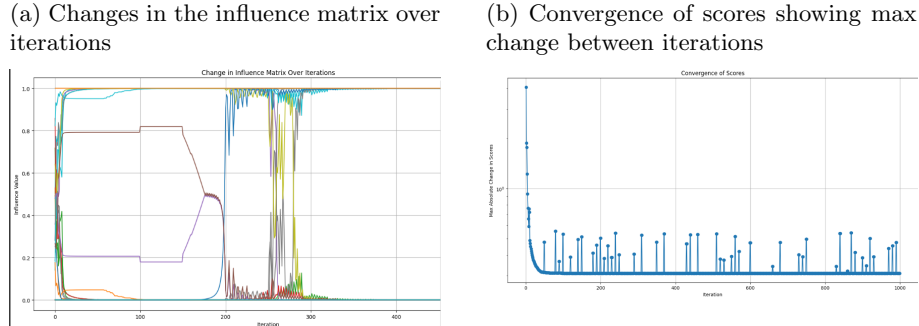 (a) Changes in the influence matrix over
iterations
(b) Convergence of scores showing max
change between iterations
Change in Influence Matrix Over Iterations
Influence Value
1.0
0.8
0.6
0.4
0.2
0.0
0
100
200
300
400
Iteration
Convergence of Scores
Max Absolute Change in Scores
10⁰
0
200
400
600
800
1000
Iteration